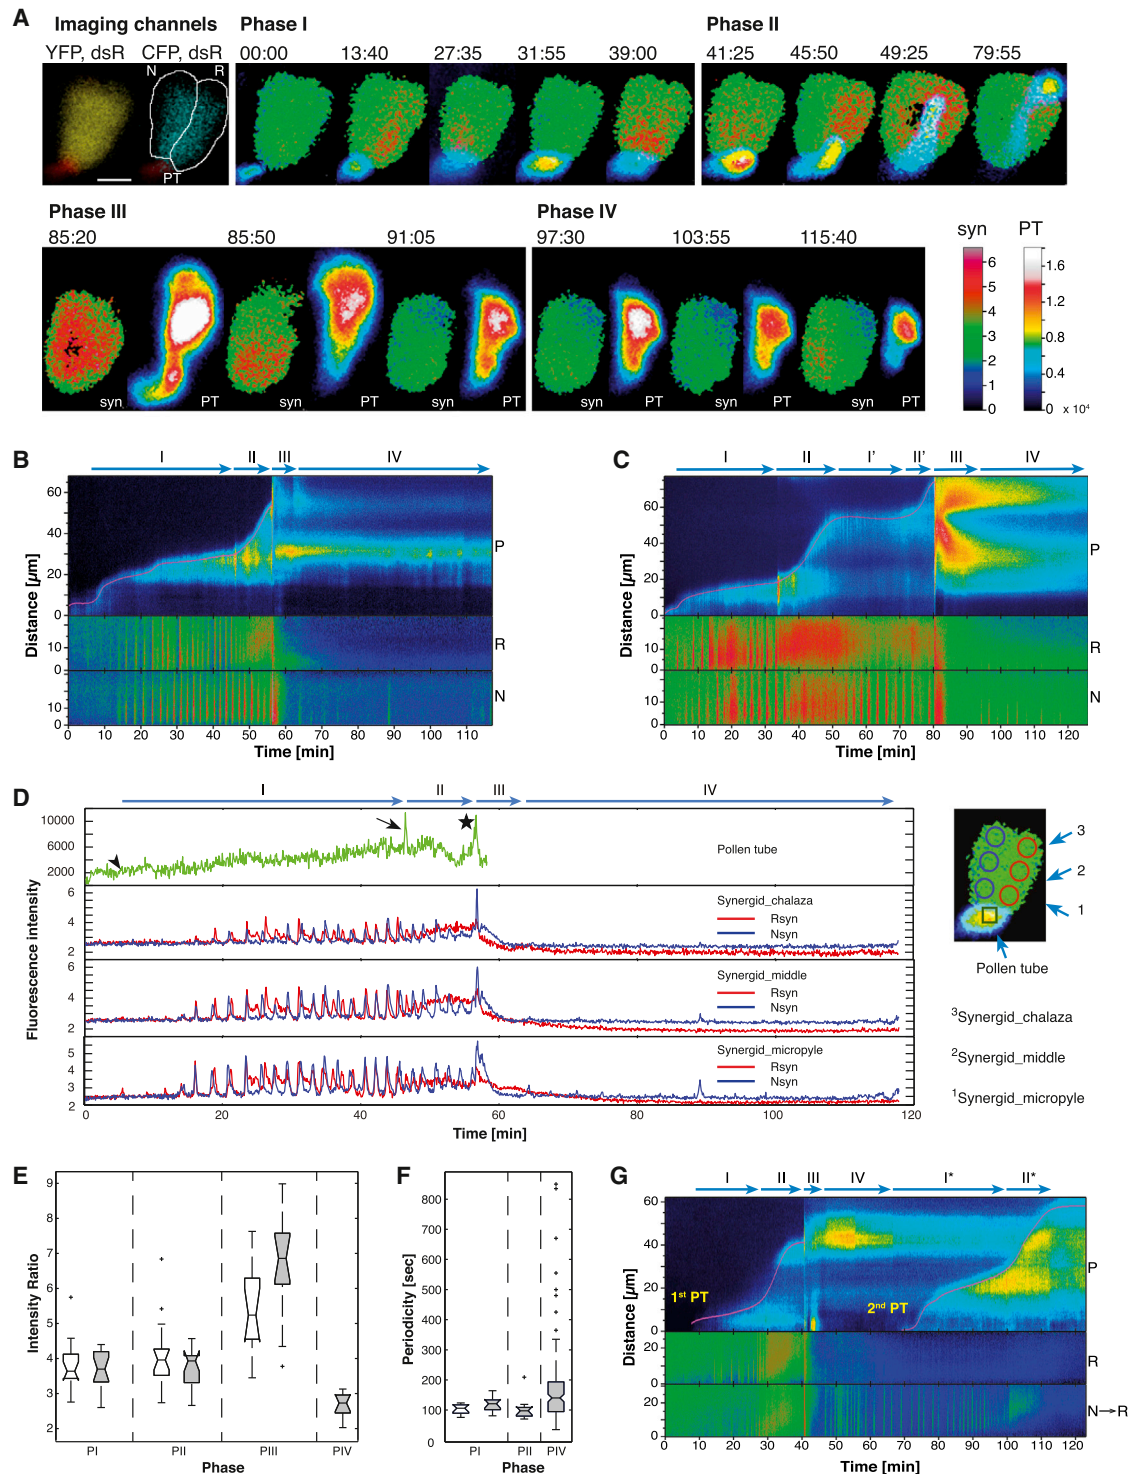 A
Imaging channels
YFP, dsR CFP, dsR
N R
PT
Phase I
00:00 13:40 27:35 31:55 39:00
Phase II
41:25 45:50 49:25 79:55
Phase III
85:20 85:50 91:05
syn PT syn PT syn PT
Phase IV
97:30 103:55 115:40
syn PT syn PT syn PT
syn PT
6
5
4
3
2
1
0
1.6
1.2
0.8
0.4
0 x 10⁴
B
I II III IV
Distance [µm]
60
40
20
0
10
0
10
0
P
R
N
0 10 20 30 40 50 60 70 80 90 100 110
Time [min]
C
I II I' II' III IV
Distance [µm]
60
40
20
0
10
0
10
0
P
R
N
0 10 20 30 40 50 60 70 80 90 100 110 120
Time [min]
D
I II III IV
Fluorescence intensity
10000
6000
2000
Pollen tube
6
4
2
Synergid_chalaza
Rsyn
Nsyn
6
4
2
Synergid_middle
Rsyn
Nsyn
5
4
3
2
Synergid_micropyle
Rsyn
Nsyn
0 20 40 60 80 100 120
Time [min]
3
2
1
Pollen tube
³Synergid_chalaza
²Synergid_middle
¹Synergid_micropyle
E
Intensity Ratio
9
8
7
6
5
4
3
2
PI PII PIII PIV
Phase
F
Periodicity [sec]
800
700
600
500
400
300
200
100
0
PI PII PIV
Phase
G
I II III IV I* II*
Distance [µm]
60
40
20
0
20
0
20
0
1st PT
2nd PT
P
R
N→R
0 10 20 30 40 50 60 70 80 90 100 110 120
Time [min]